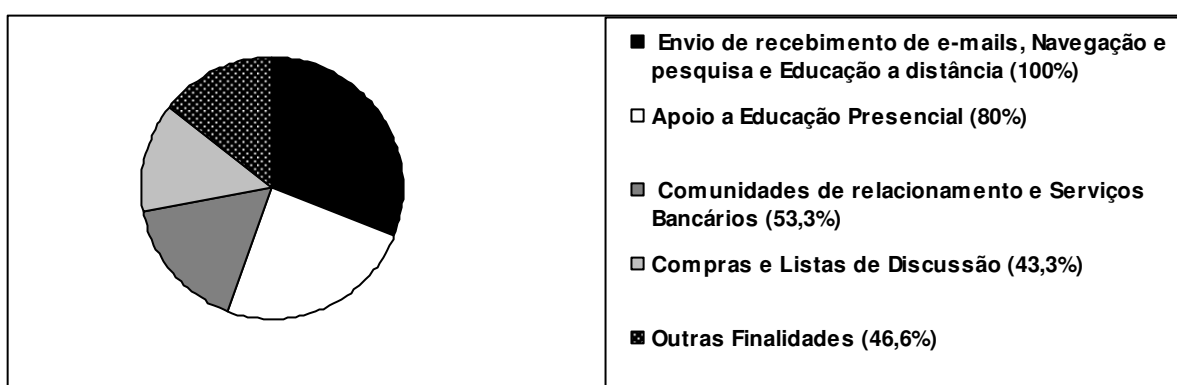 Envio de recebimento de e-mails, Navegação e
pesquisa e Educação a distância (100%)
Apoio a Educação Presencial (80%)
Comunidades de relacionamento e Serviços
Bancários (53,3%)
Compras e Listas de Discussão (43,3%)
Outras Finalidades (46,6%)